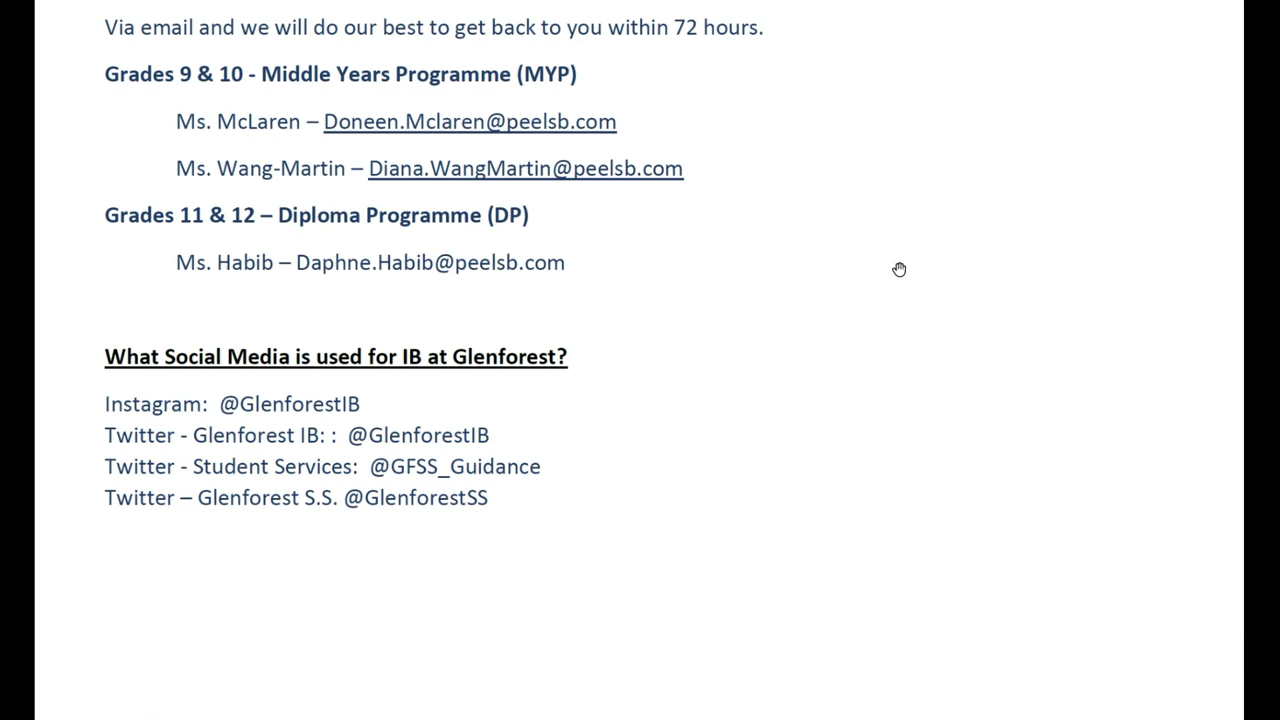 Via email and we will do our best to get back to you within 72 hours.
Grades 9 & 10 - Middle Years Programme (MYP)
Ms. McLaren – Doneen.Mclaren@peelsb.com
Ms. Wang-Martin – Diana.WangMartin@peelsb.com
Grades 11 & 12 – Diploma Programme (DP)
Ms. Habib – Daphne.Habib@peelsb.com
What Social Media is used for IB at Glenforest?
Instagram:  @GlenforestIB
Twitter - Glenforest IB: :  @GlenforestIB
Twitter - Student Services:  @GFSS_Guidance
Twitter – Glenforest S.S. @GlenforestSS